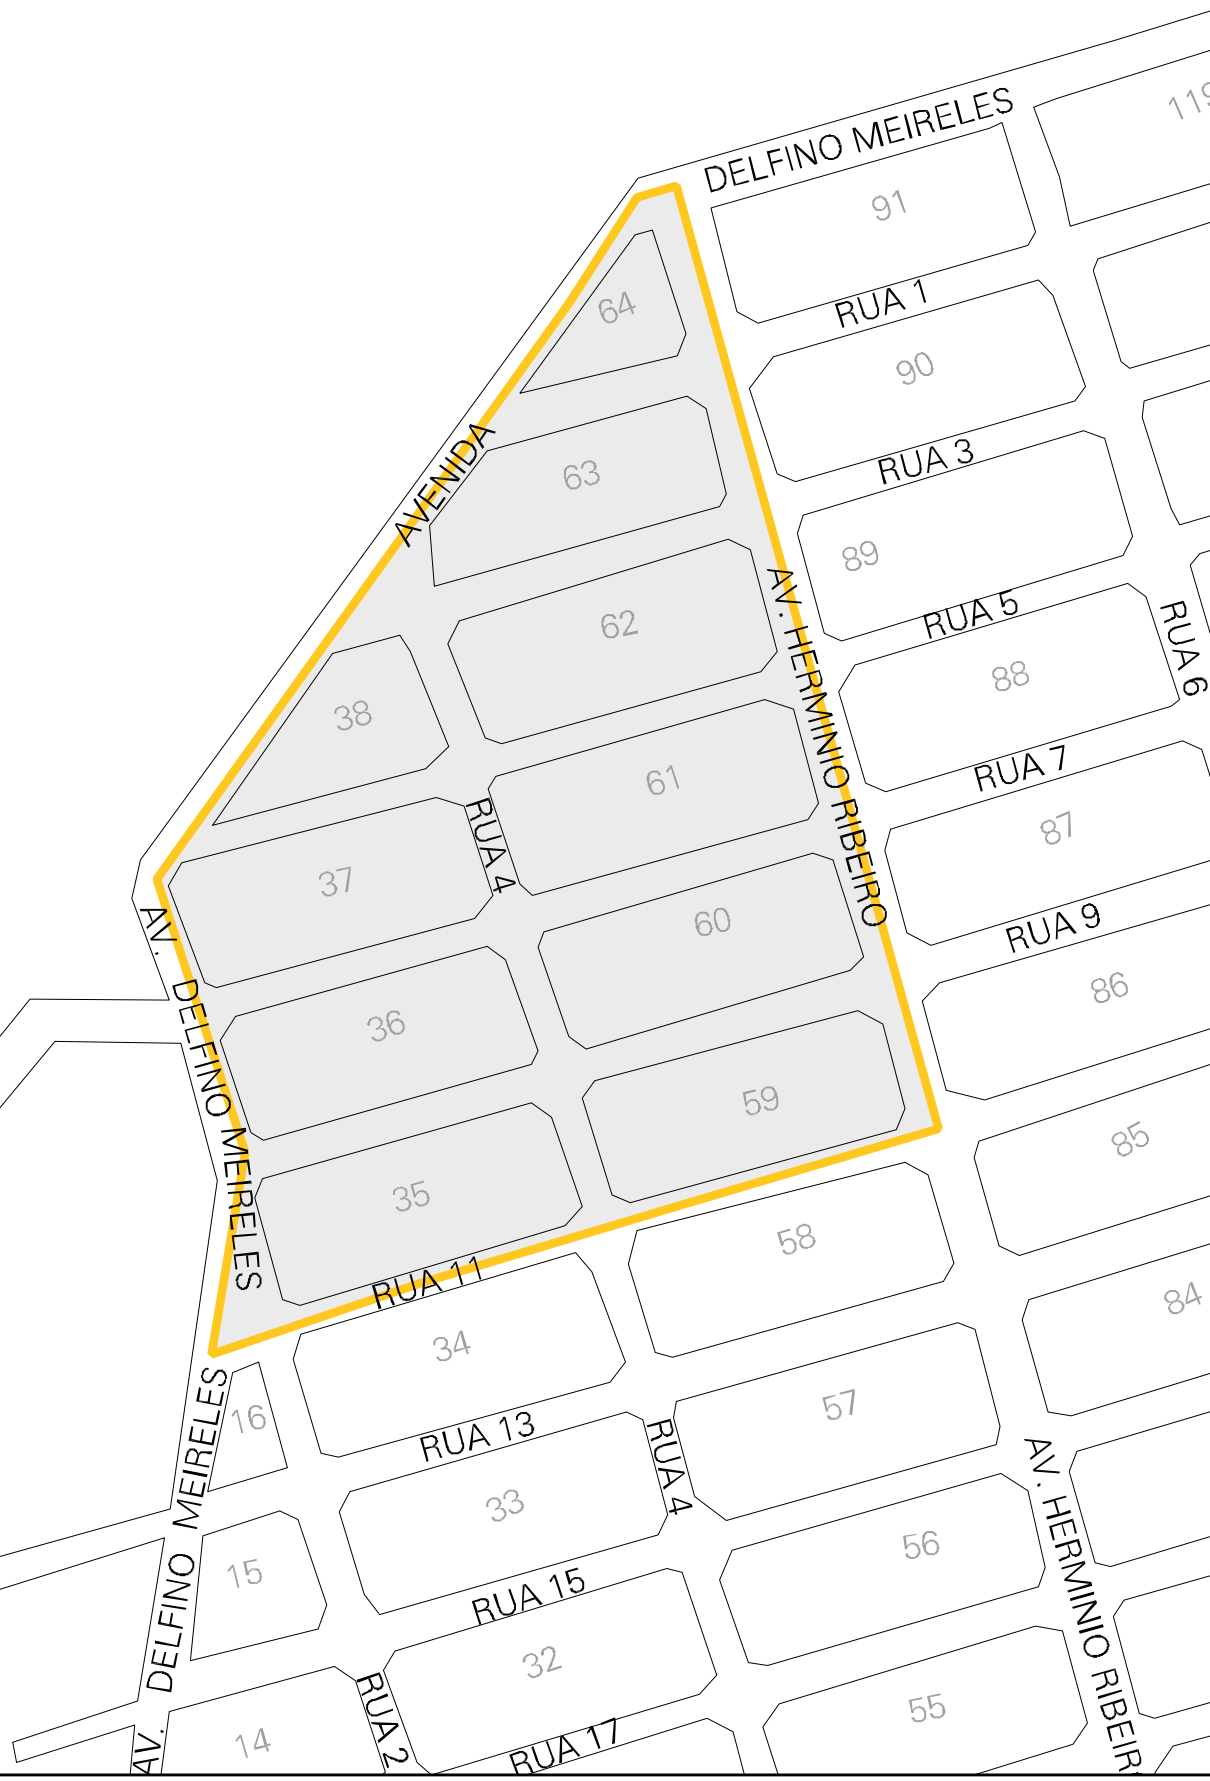 119
DELFINO MEIRELES
91
64
RUA 1
90
AVENIDA
63
RUA 3
89
62
AV. HERMINIO RIBEIRO
RUA 5
RUA 6
88
38
61
RUA 7
RUA 4
87
37
60
RUA 9
AV. DELFINO MEIRELES
86
36
59
85
35
58
RUA 11
84
34
16
57
RUA 13
RUA 4
AV. DELFINO MEIRELES
33
AV. HERMINIO RIBEIR
56
15
RUA 15
32
55
RUA 2
14
RUA 17